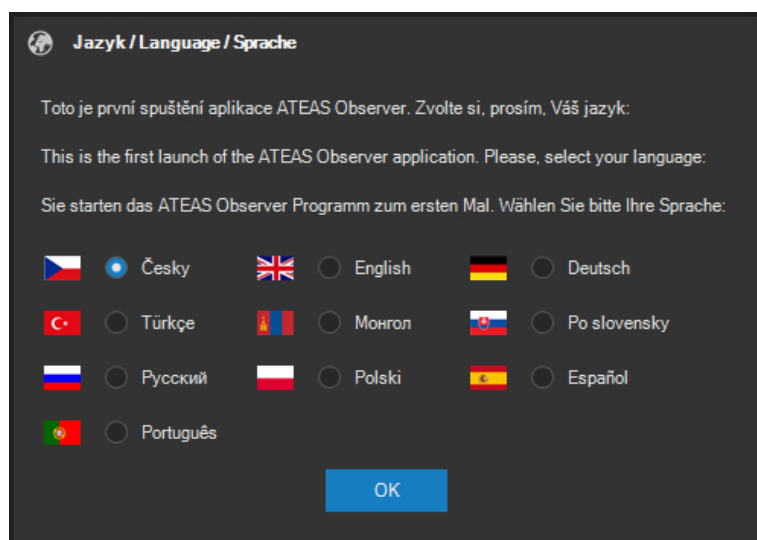 Jazyk / Language / Sprache
Toto je první spuštění aplikace ATEAS Observer. Zvolte si, prosím, Váš jazyk:
This is the first launch of the ATEAS Observer application. Please, select your language:
Sie starten das ATEAS Observer Programm zum ersten Mal. Wählen Sie bitte Ihre Sprache:
Česky English Deutsch
Türkçe Монгол Po slovensky
Русский Polski Español
Português
OK